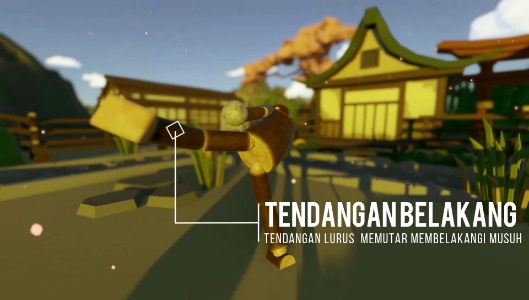 TENDANGAN BELAKANG
TENDANGAN LURUS MEMUTAR MEMBELAKANGI MUSUH